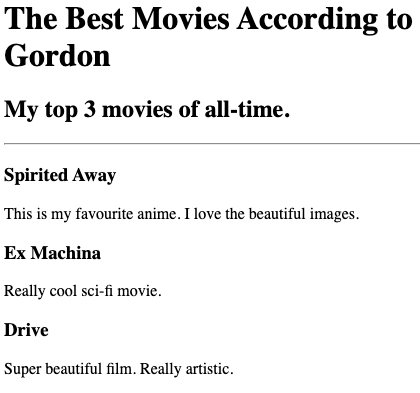 The Best Movies According to
Gordon
My top 3 movies of all-time.
Spirited Away
This is my favourite anime. I love the beautiful images.
Ex Machina
Really cool sci-fi movie.
Drive
Super beautiful film. Really artistic.